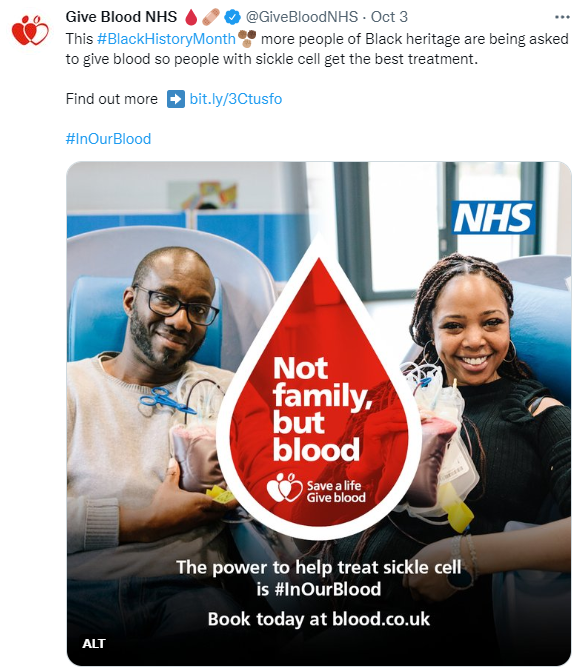 Give Blood NHS 🩸🩹 @GiveBloodNHS · Oct 3
This #BlackHistoryMonth more people of Black heritage are being asked
to give blood so people with sickle cell get the best treatment.
Find out more ➡️ bit.ly/3Ctusfo
#InOurBlood
NHS
Not
family,
but
blood
Save a life
Give blood
The power to help treat sickle cell
is #InOurBlood
Book today at blood.co.uk
ALT